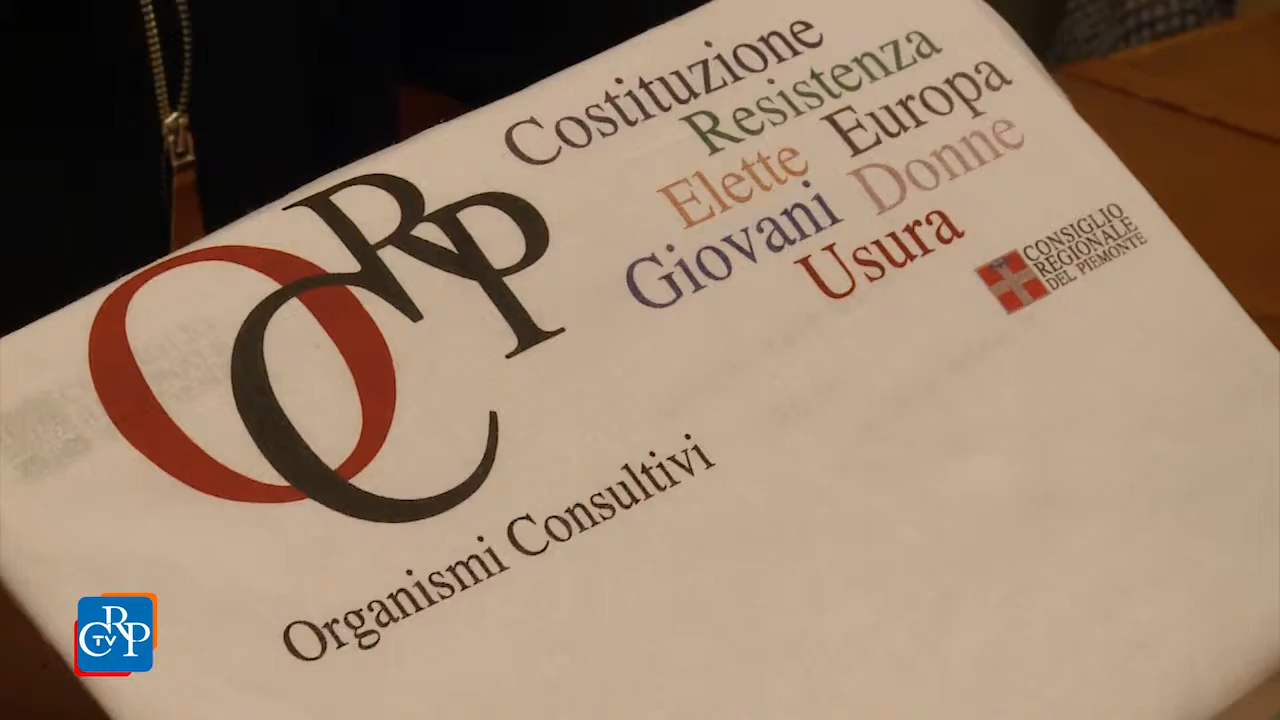 Costituzione
Resistenza
Elette Europa
Giovani Donne
Usura
CONSIGLIO
REGIONALE
DEL PIEMONTE
OCRP
Organismi Consultivi
CRP
TV